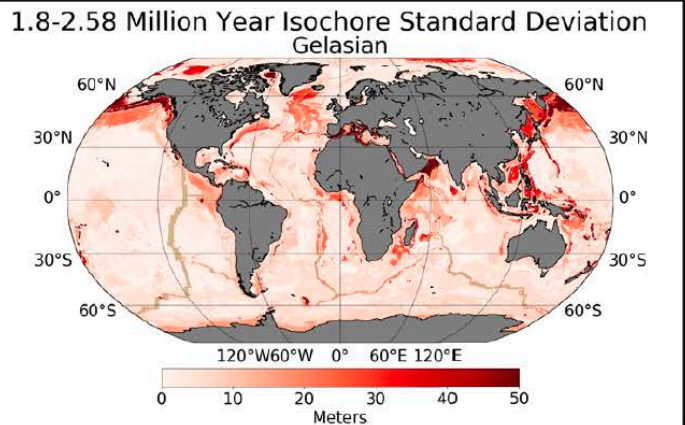 1.8-2.58 Million Year Isochore Standard Deviation
Gelasian
60°N 60°N
30°N 30°N
0° 0°
30°S 30°S
60°S 60°S
120°W60°W 0° 60°E 120°E
0 10 20 30 40 50
Meters